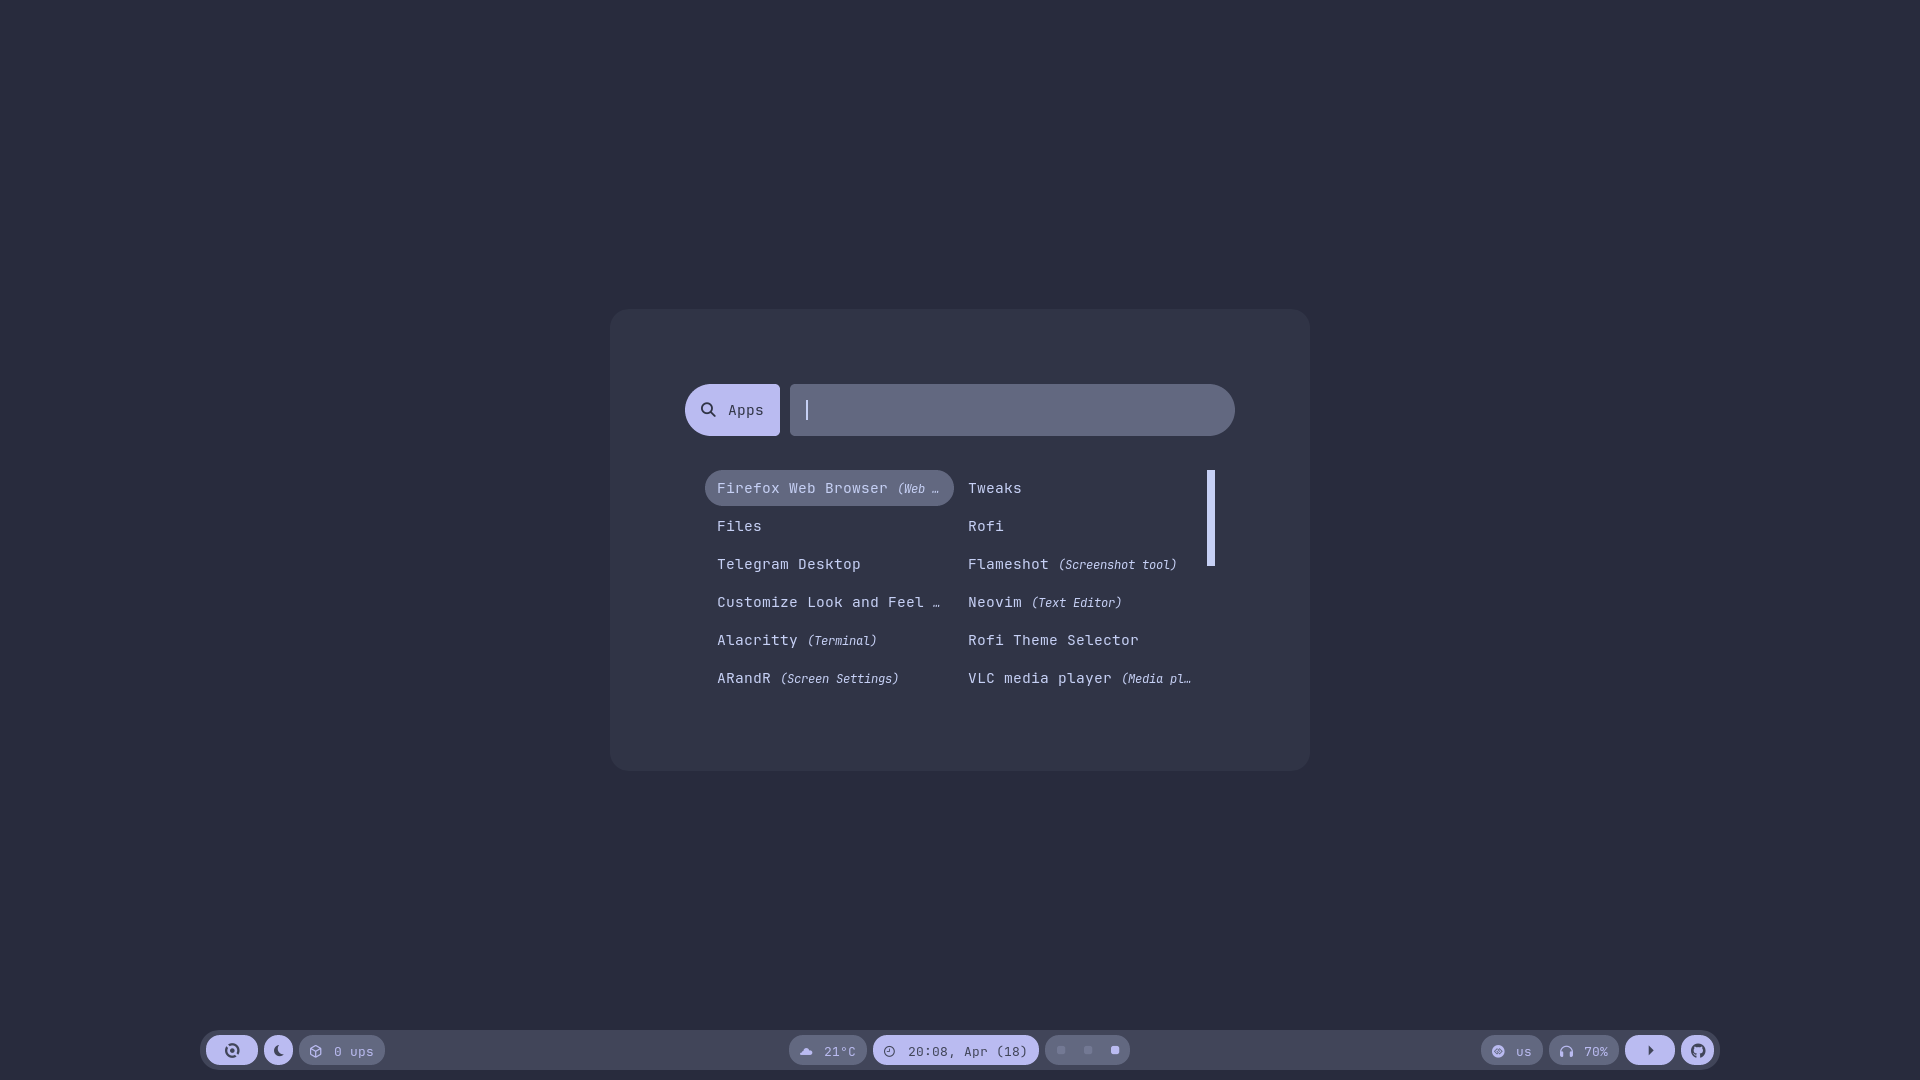 Apps
Firefox Web Browser (Web …
Tweaks
Files
Rofi
Telegram Desktop
Flameshot (Screenshot tool)
Customize Look and Feel …
Neovim (Text Editor)
Alacritty (Terminal)
Rofi Theme Selector
ARandR (Screen Settings)
VLC media player (Media pl…
0 ups
21°C
20:08, Apr (18)
us
70%